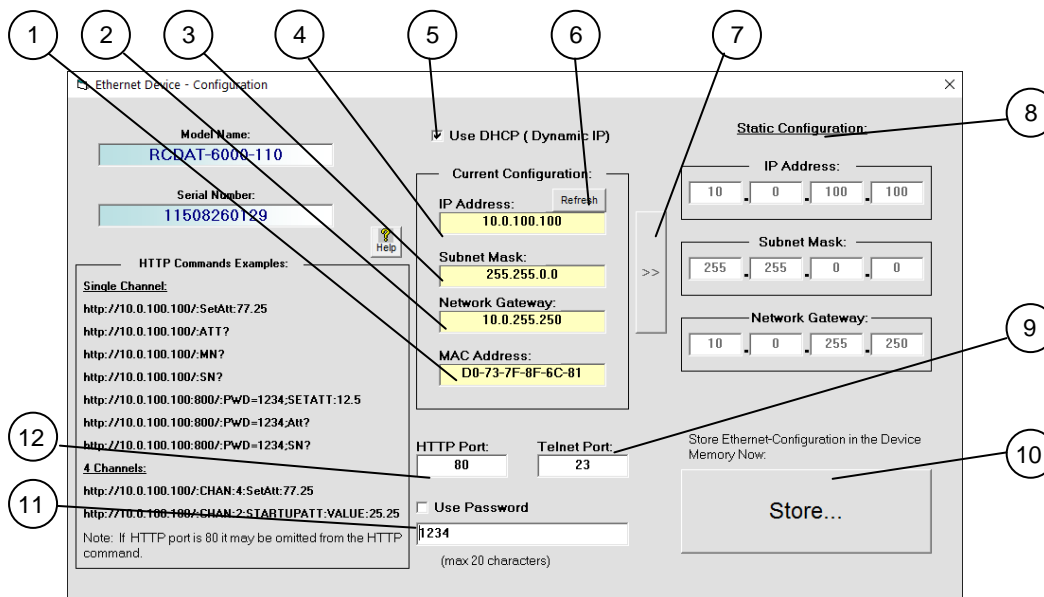 1 2 3 4 5 6 7
Ethernet Device - Configuration
8
Model Name:
RCDAT-6000-110
Serial Number:
11508260129
Help
HTTP Commands Examples:
Single Channel:
http://10.0.100.100/:SetAtt:77.25
http://10.0.100.100/:ATT?
http://10.0.100.100/:MN?
http://10.0.100.100/:SN?
http://10.0.100.100:800/:PWD=1234;SETATT:12.5
http://10.0.100.100:800/:PWD=1234;Att?
http://10.0.100.100:800/:PWD=1234;SN?
4 Channels:
http://10.0.100.100/:CHAN:4:SetAtt:77.25
http://10.0.100.100/:CHAN:2:STARTUPATT:VALUE:25.25
Note: If HTTP port is 80 it may be omitted from the HTTP
command.
12
11
Use DHCP ( Dynamic IP)
Current Configuration:
Refresh
IP Address:
10.0.100.100
Subnet Mask:
255.255.0.0
Network Gateway:
10.0.255.250
MAC Address:
D0-73-7F-8F-6C-81
HTTP Port: Telnet Port:
80 23
Use Password
1234
(max 20 characters)
>>
Static Configuration:
IP Address:
10 . 0 . 100 . 100
Subnet Mask:
255 . 255 . 0 . 0
Network Gateway:
10 . 0 . 255 . 250
9
Store Ethernet-Configuration in the Device
Memory Now:
Store...
10